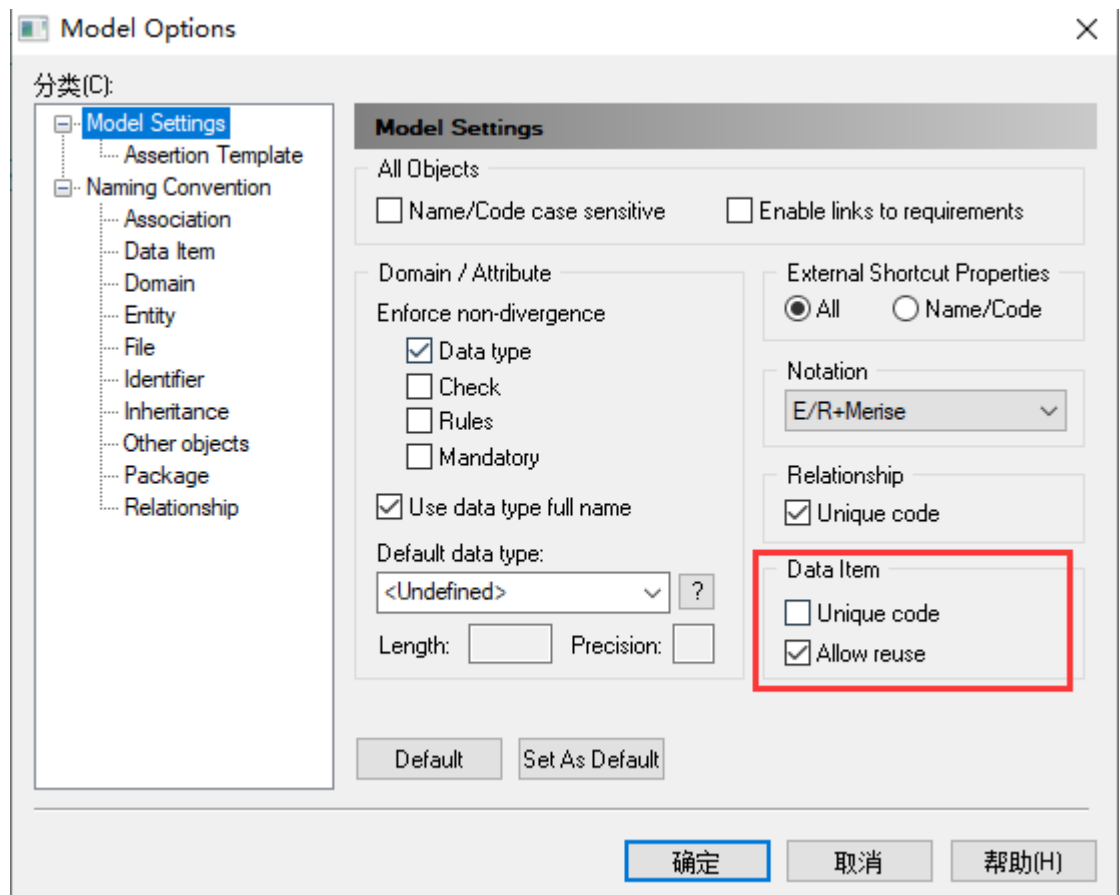 Model Options
分类(C):
Model Settings
Assertion Template
Naming Convention
Association
Data Item
Domain
Entity
File
Identifier
Inheritance
Other objects
Package
Relationship
Model Settings
All Objects
Name/Code case sensitive
Enable links to requirements
Domain / Attribute
Enforce non-divergence
Data type
Check
Rules
Mandatory
Use data type full name
Default data type:
<Undefined>
?
Length:
Precision:
External Shortcut Properties
All
Name/Code
Notation
E/R+Merise
Relationship
Unique code
Data Item
Unique code
Allow reuse
Default
Set As Default
确定
取消
帮助(H)